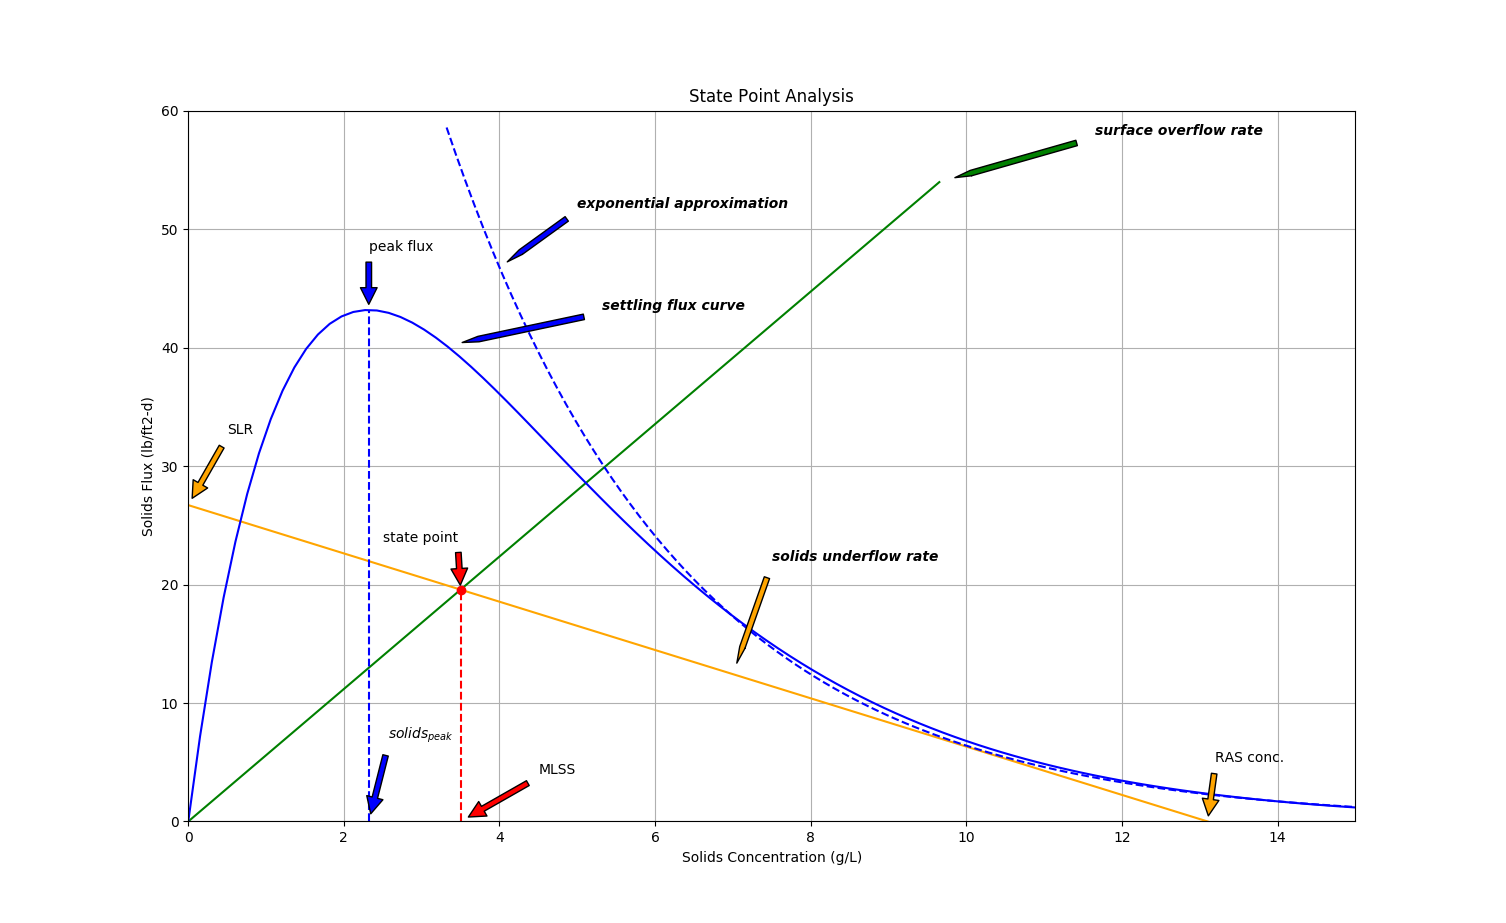 State Point Analysis
60
surface overflow rate
exponential approximation
50
peak flux
settling flux curve
40
SLR
Solids Flux (lb/ft2-d)
30
state point
solids underflow rate
20
10
solids_peak
RAS conc.
MLSS
0
0 2 4 6 8 10 12 14
Solids Concentration (g/L)